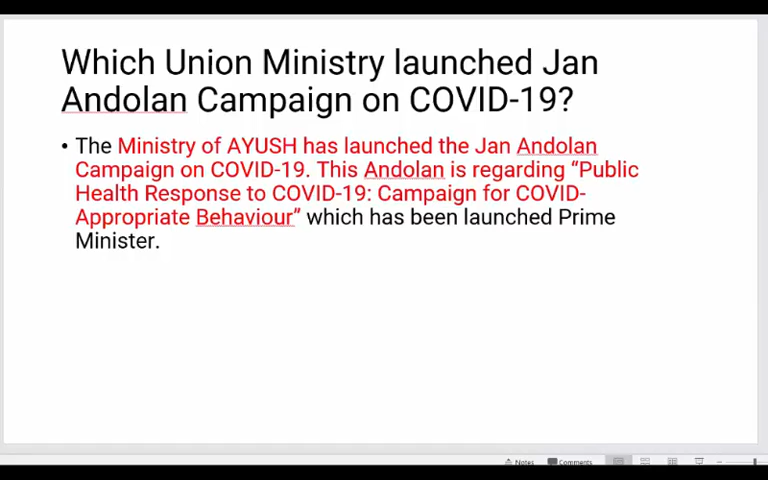 Which Union Ministry launched Jan
Andolan Campaign on COVID-19?
• The Ministry of AYUSH has launched the Jan Andolan
Campaign on COVID-19. This Andolan is regarding “Public
Health Response to COVID-19: Campaign for COVID-
Appropriate Behaviour” which has been launched Prime
Minister.
Notes Comments